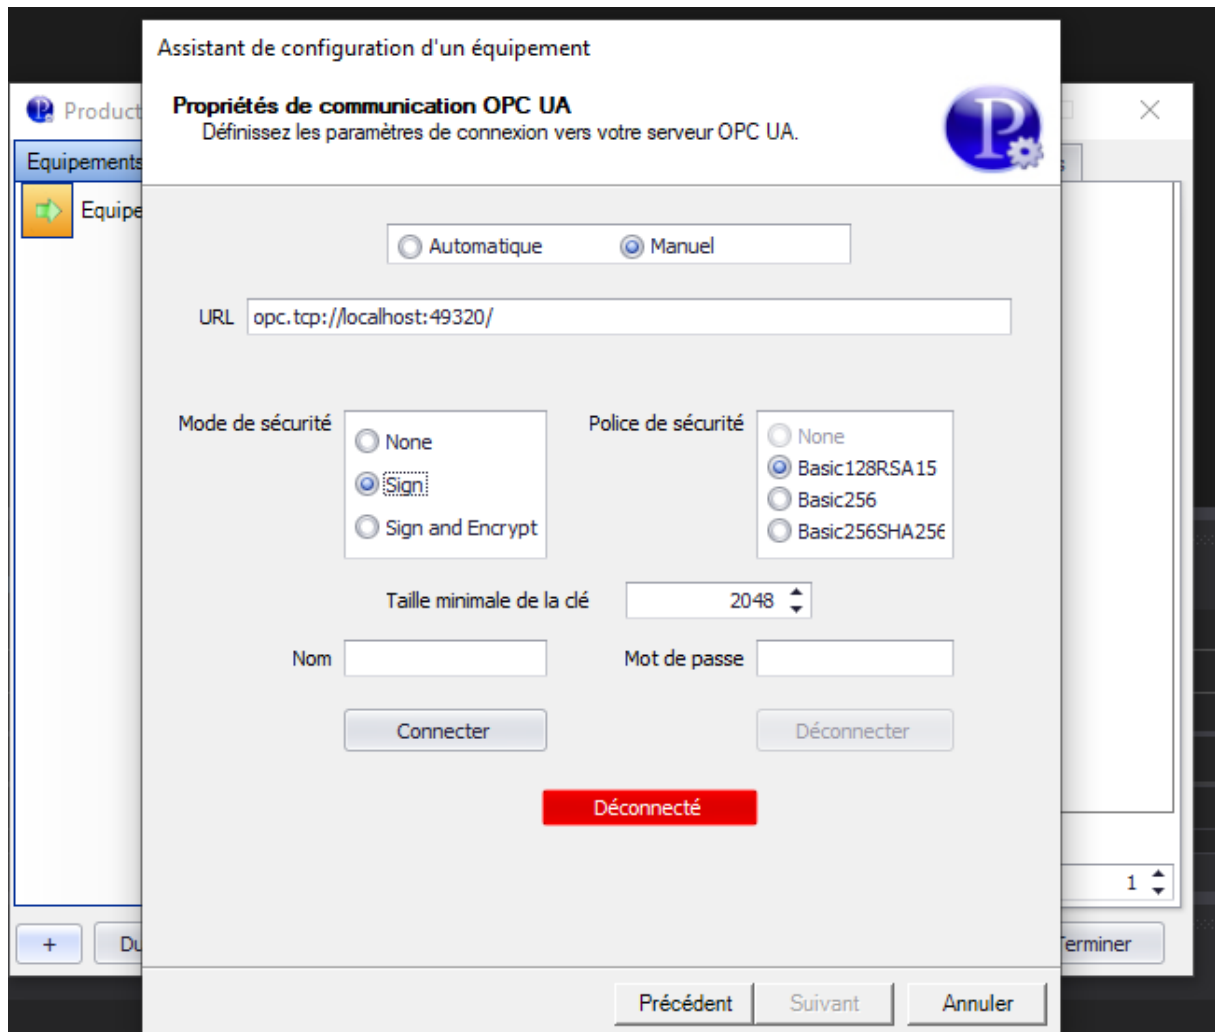 Assistant de configuration d'un équipement
Propriétés de communication OPC UA
Définissez les paramètres de connexion vers votre serveur OPC UA.
Product
Equipements
Equipe
Automatique Manuel
URL opc.tcp://localhost:49320/
Mode de sécurité
None
Sign
Sign and Encrypt
Police de sécurité
None
Basic128RSA15
Basic256
Basic256SHA256
Taille minimale de la clé 2048
Nom Mot de passe
Connecter Déconnecter
Déconnecté
1
+ Du Terminer
Précédent Suivant Annuler